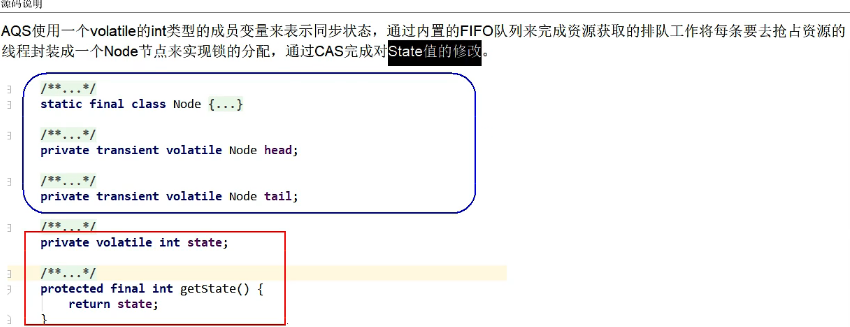 源码说明
AQS使用一个volatile的int类型的成员变量来表示同步状态，通过内置的FIFO队列来完成资源获取的排队工作将每条要去抢占资源的
线程封装成一个Node节点来实现锁的分配，通过CAS完成对State值的修改。
/**...*/
static final class Node {...}
/**...*/
private transient volatile Node head;
/**...*/
private transient volatile Node tail;
/**...*/
private volatile int state;
/**...*/
protected final int getState() {
return state;
}